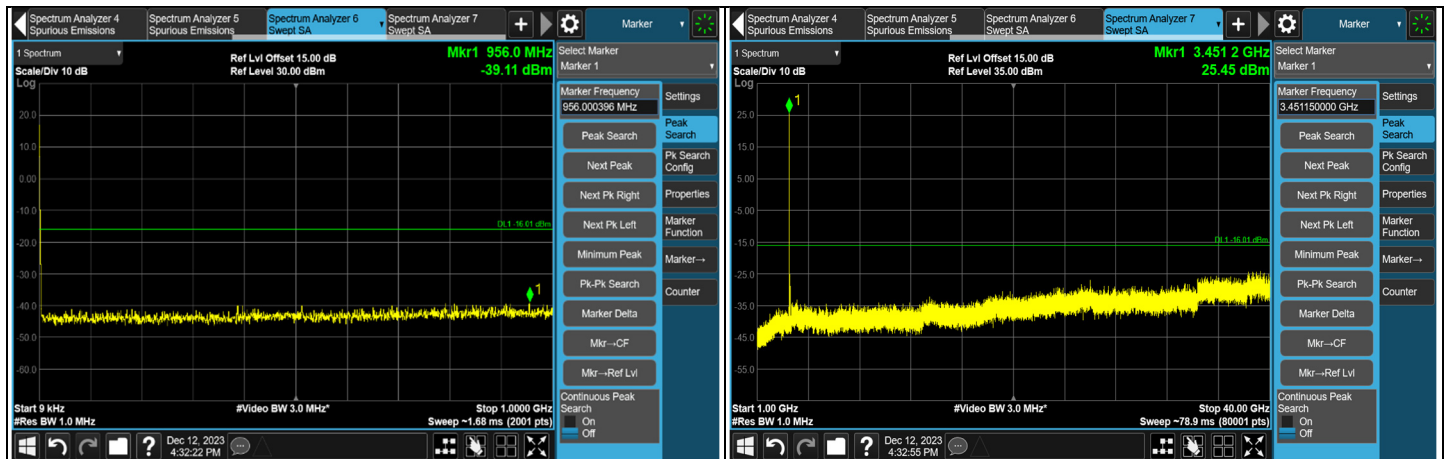 Spectrum Analyzer 4
Spurious Emissions
Spectrum Analyzer 5
Spurious Emissions
Spectrum Analyzer 6
Swept SA
Spectrum Analyzer 7
Swept SA
+
Marker
1 Spectrum
Scale/Div 10 dB
Log
Ref Lvl Offset 15.00 dB
Ref Level 30.00 dBm
Mkr1 956.0 MHz
-39.11 dBm
20.0
10.0
0.00
-10.0
-20.0
-30.0
-40.0
-50.0
-60.0
1
DL1 -16.01 dBm
Start 9 kHz
#Res BW 1.0 MHz
#Video BW 3.0 MHz*
Stop 1.0000 GHz
Sweep ~1.68 ms (2001 pts)
Select Marker
Marker 1
Marker Frequency
956.000396 MHz
Peak Search
Next Peak
Next Pk Right
Next Pk Left
Minimum Peak
Pk-Pk Search
Marker Delta
Mkr→CF
Mkr→Ref Lvl
Continuous Peak
Search
On
Off
Settings
Peak
Search
Pk Search
Config
Properties
Marker
Function
Marker→
Counter
?
Dec 12, 2023
4:32:22 PM
Spectrum Analyzer 4
Spurious Emissions
Spectrum Analyzer 5
Spurious Emissions
Spectrum Analyzer 6
Swept SA
Spectrum Analyzer 7
Swept SA
+
Marker
1 Spectrum
Scale/Div 10 dB
Log
Ref Lvl Offset 15.00 dB
Ref Level 35.00 dBm
Mkr1 3.451 2 GHz
25.45 dBm
25.0
15.0
5.00
-5.00
-15.0
-25.0
-35.0
-45.0
-55.0
1
DL1 -16.01 dBm
Start 1.00 GHz
#Res BW 1.0 MHz
#Video BW 3.0 MHz*
Stop 40.00 GHz
Sweep ~78.9 ms (80001 pts)
Select Marker
Marker 1
Marker Frequency
3.451150000 GHz
Peak Search
Next Peak
Next Pk Right
Next Pk Left
Minimum Peak
Pk-Pk Search
Marker Delta
Mkr→CF
Mkr→Ref Lvl
Continuous Peak
Search
On
Off
Settings
Peak
Search
Pk Search
Config
Properties
Marker
Function
Marker→
Counter
?
Dec 12, 2023
4:32:55 PM